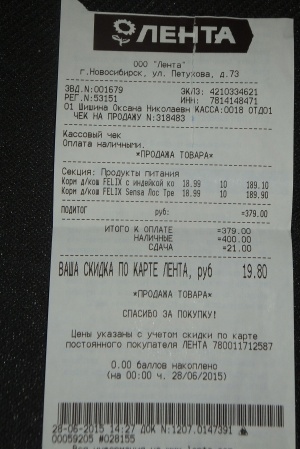 ЛЕНТА
ООО "Лента"
г.Новосибирск, ул. Петухова, д.73
ЗВД.N:001679 ЭКЛЗ: 4210334621
РЕГ.N:53151 ИНН: 7814148471
01 Шишина Оксана Николаевн КАССА:0018 ОТД01
ЧЕК НА ПРОДАЖУ N:318483
Кассовый чек
Оплата наличными.
*ПРОДАЖА ТОВАРА*
Секция: Продукты питания
Корм д/ков FELIX с индейкой ко 18.99 10 189.10
Корм д/ков FELIX Sensa Лос Тре 18.99 10 189.90
ПОДИТОГ руб: =379.00
ИТОГО К ОПЛАТЕ =379.00
НАЛИЧНЫЕ =400.00
СДАЧА =21.00
ВАША СКИДКА ПО КАРТЕ ЛЕНТА, руб 19.80
*ПРОДАЖА ТОВАРА*
СПАСИБО ЗА ПОКУПКУ!
Цены указаны с учетом скидки по карте
постоянного покупателя ЛЕНТА 780011712587
0.00 баллов накоплено
(на 00:00 ч. 28/06/2015)
28-06-2015 14:27 ДОК N:1207.0147391
00059205 #028155